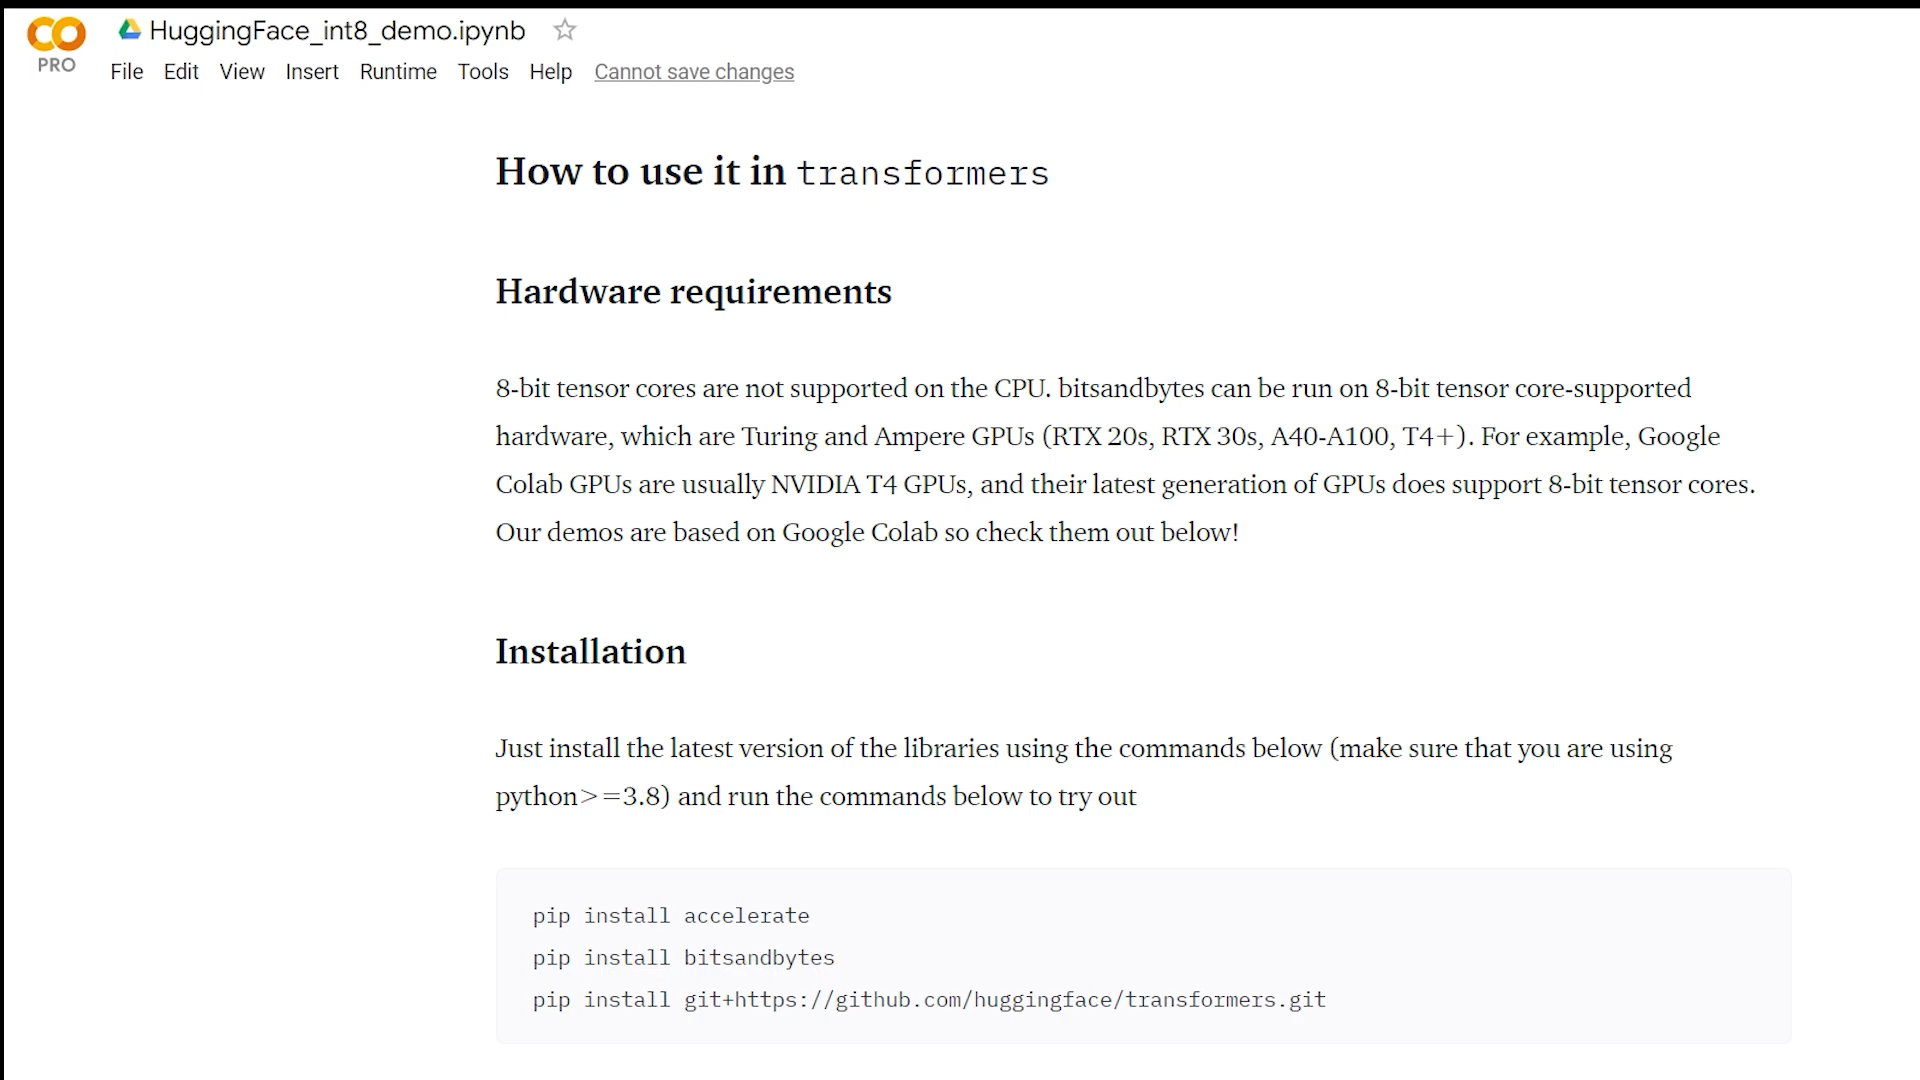 CO
PRO
HuggingFace_int8_demo.ipynb
File Edit View Insert Runtime Tools Help Cannot save changes
How to use it in transformers
Hardware requirements
8-bit tensor cores are not supported on the CPU. bitsandbytes can be run on 8-bit tensor core-supported
hardware, which are Turing and Ampere GPUs (RTX 20s, RTX 30s, A40-A100, T4+). For example, Google
Colab GPUs are usually NVIDIA T4 GPUs, and their latest generation of GPUs does support 8-bit tensor cores.
Our demos are based on Google Colab so check them out below!
Installation
Just install the latest version of the libraries using the commands below (make sure that you are using
python>=3.8) and run the commands below to try out
pip install accelerate
pip install bitsandbytes
pip install git+https://github.com/huggingface/transformers.git